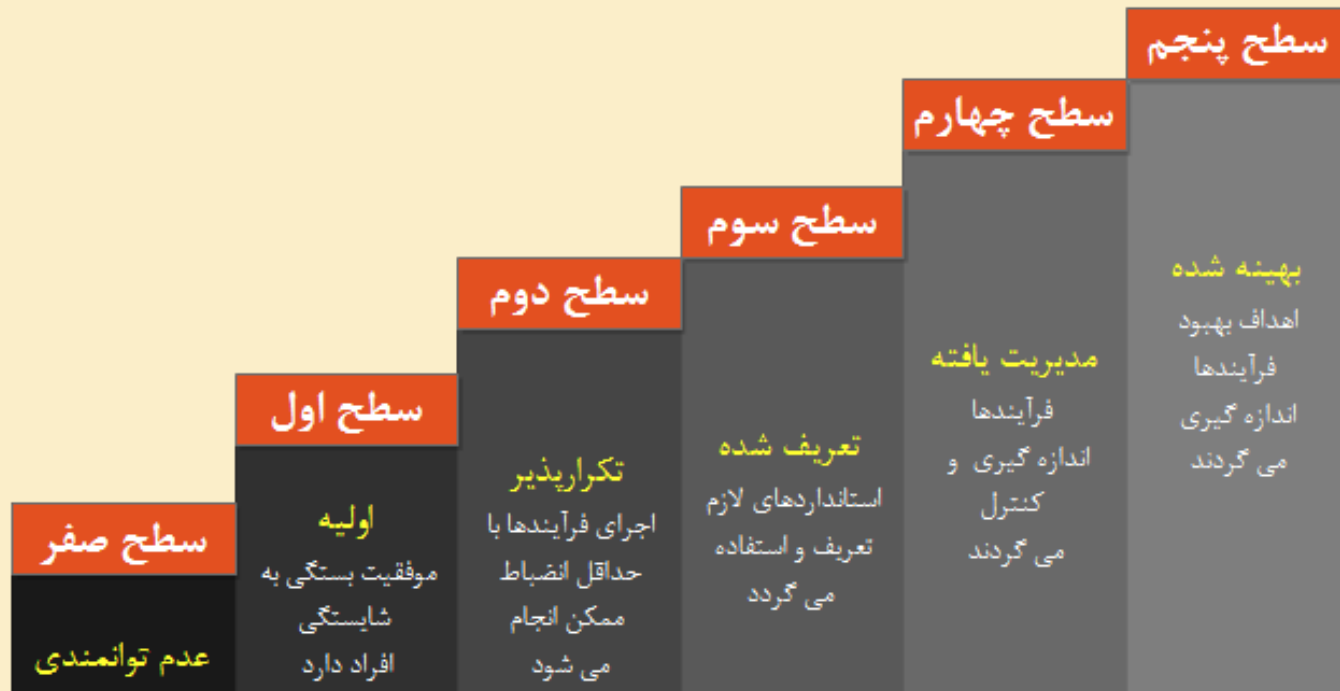 سطح صفر
عدم توانمندی
سطح اول
اولیه
موفقیت بستگی به
شایستگی
افراد دارد
سطح دوم
تکرارپذیر
اجرای فرآیندها با
حداقل انضباط
ممکن انجام
می شود
سطح سوم
تعریف شده
استانداردهای لازم
تعریف و استفاده
می گردد
سطح چهارم
مدیریت یافته
فرآیندها
اندازه گیری و
کنترل
می گردند
سطح پنجم
بهینه شده
اهداف بهبود
فرآیندها
اندازه گیری
می گردند